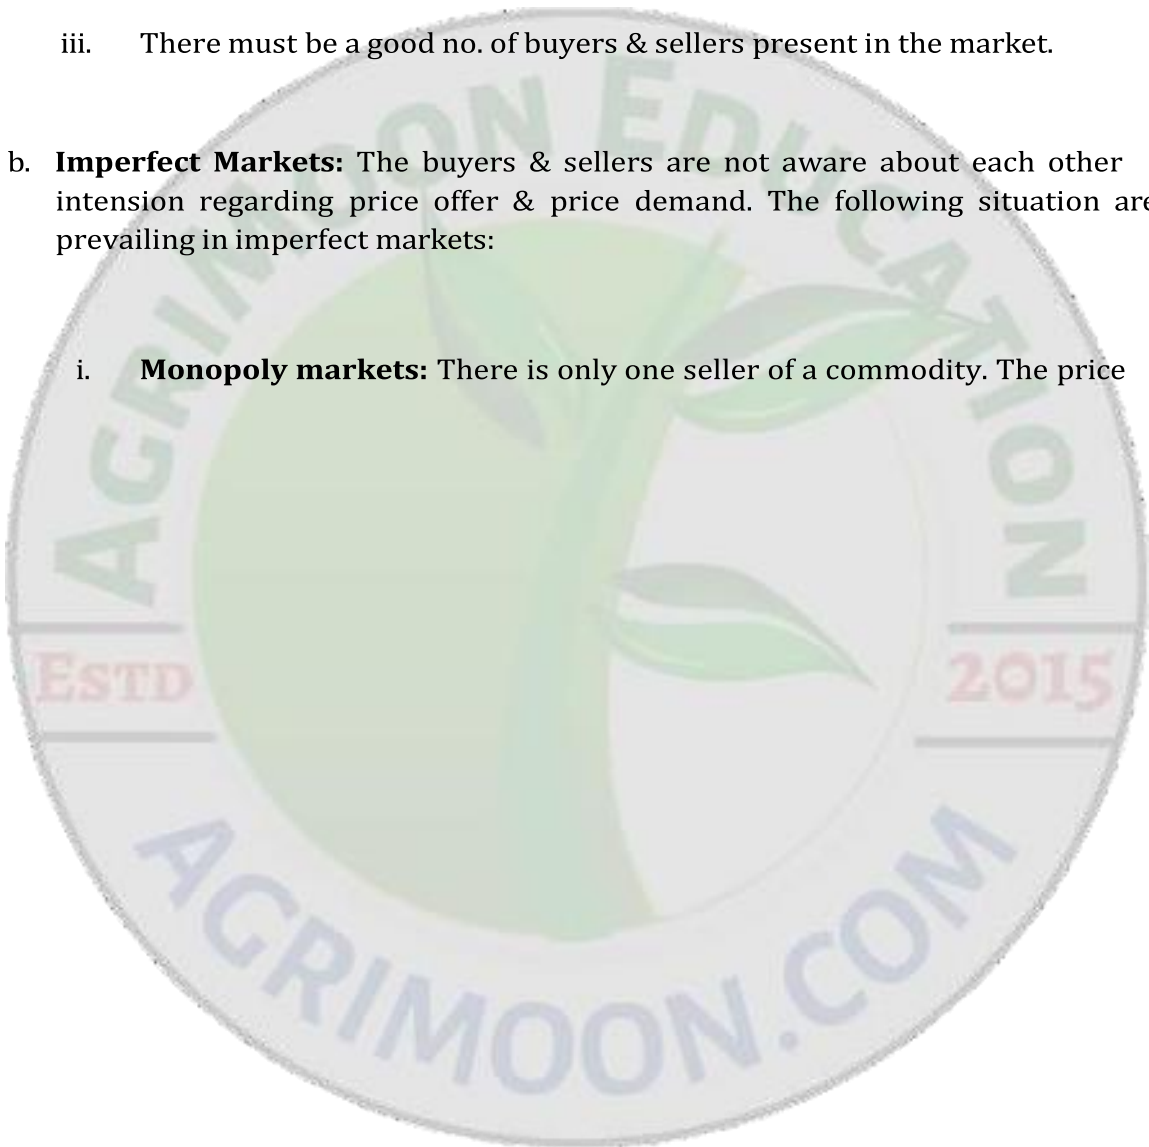 iii. There must be a good no. of buyers & sellers present in the market.
b. Imperfect Markets: The buyers & sellers are not aware about each other
intension regarding price offer & price demand. The following situation are
prevailing in imperfect markets:
i. Monopoly markets: There is only one seller of a commodity. The price
AGRIMOON EDUCATION
ESTD 2015
AGRIMOON.COM